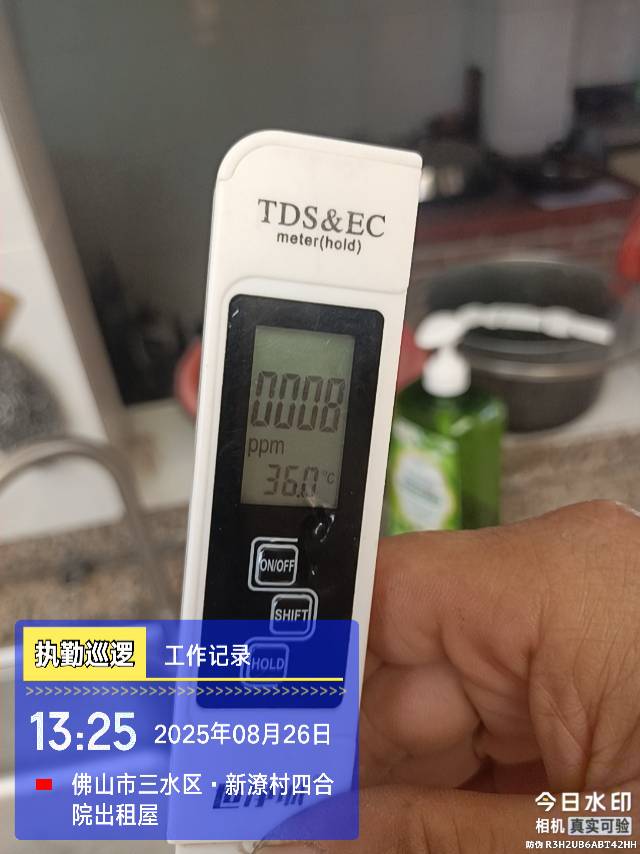 TDS&EC
meter(hold)
0008
ppm
36.0 °C
ON/OFF
SHIFT
HOLD
执勤巡逻 工作记录
13:25 2025年08月26日
佛山市三水区·新潦村四合
院出租屋
今日水印
相机 真实可验
防伪 R3H2UB6ABT42HH